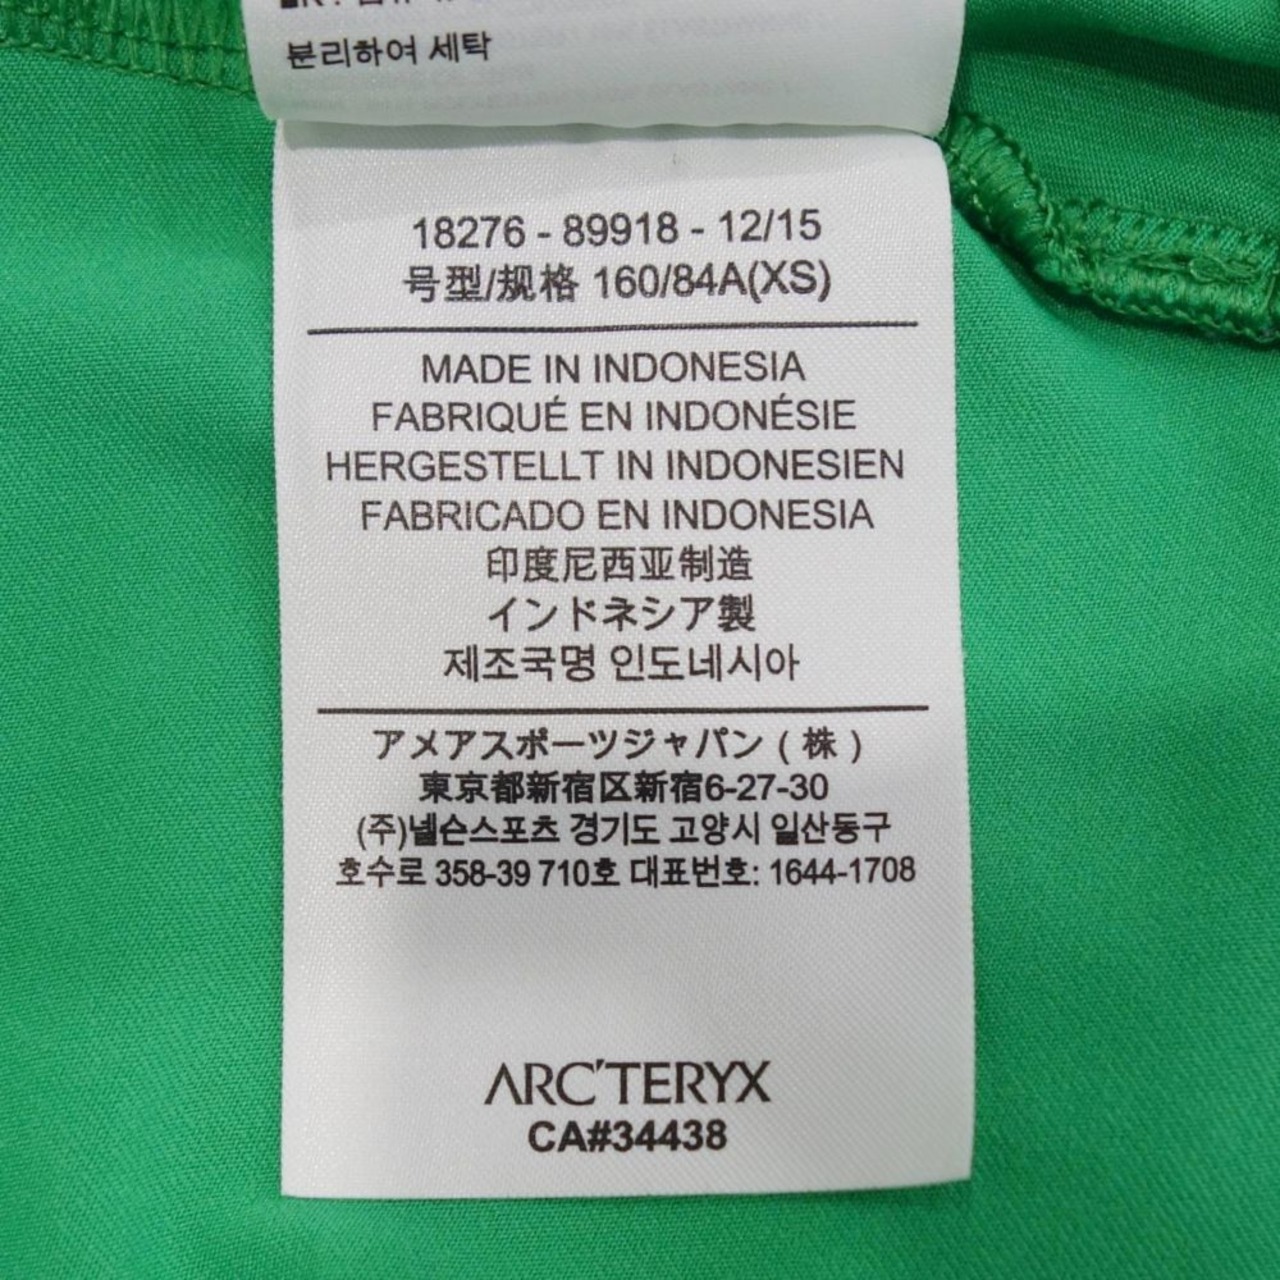 분리하여 세탁
18276 - 89918 - 12/15
号型/规格 160/84A(XS)
MADE IN INDONESIA
FABRIQUÉ EN INDONÉSIE
HERGESTELLT IN INDONESIEN
FABRICADO EN INDONESIA
印度尼西亚制造
インドネシア製
제조국명 인도네시아
アメアスポーツジャパン ( 株 )
東京都新宿区新宿6-27-30
(주)넬슨스포츠 경기도 고양시 일산동구
호수로 358-39 710호 대표번호: 1644-1708
ARC'TERYX
CA#34438